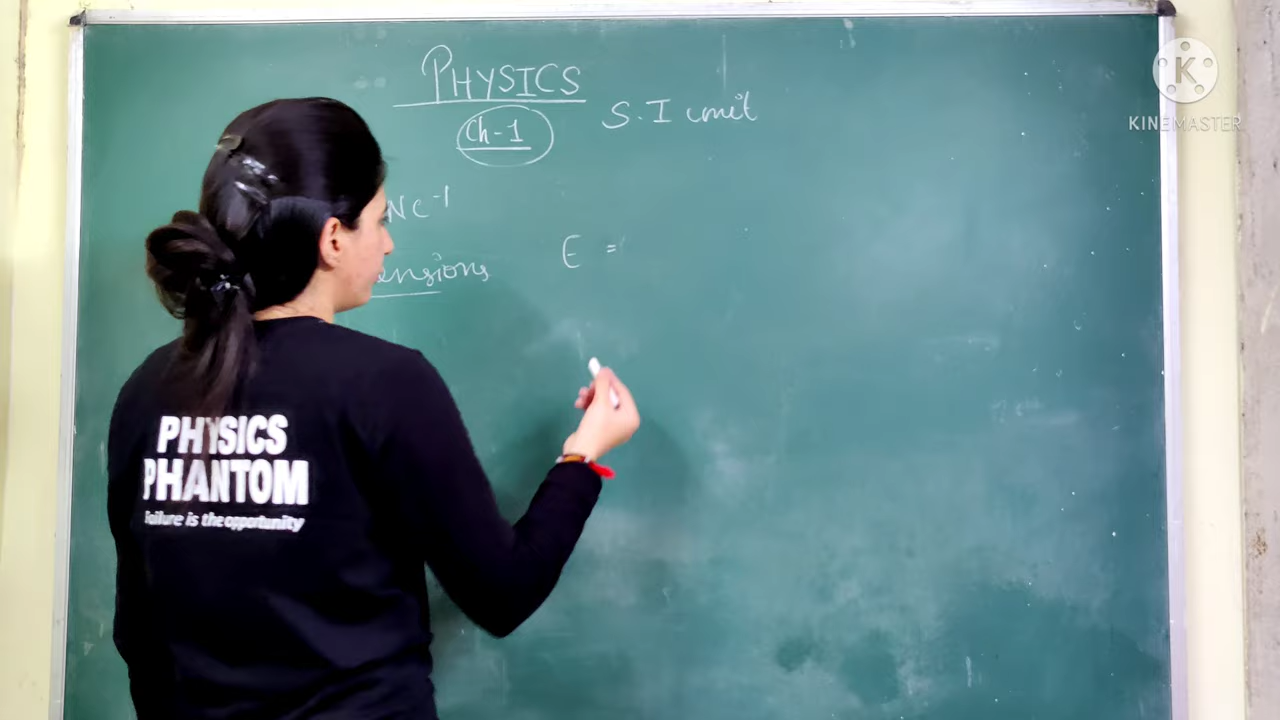 PHYSICS
Ch-1
S.I unit
NC⁻¹
ensions
E =
PHYSICS
PHANTOM
failure is the opportunity
K
KINEMASTER